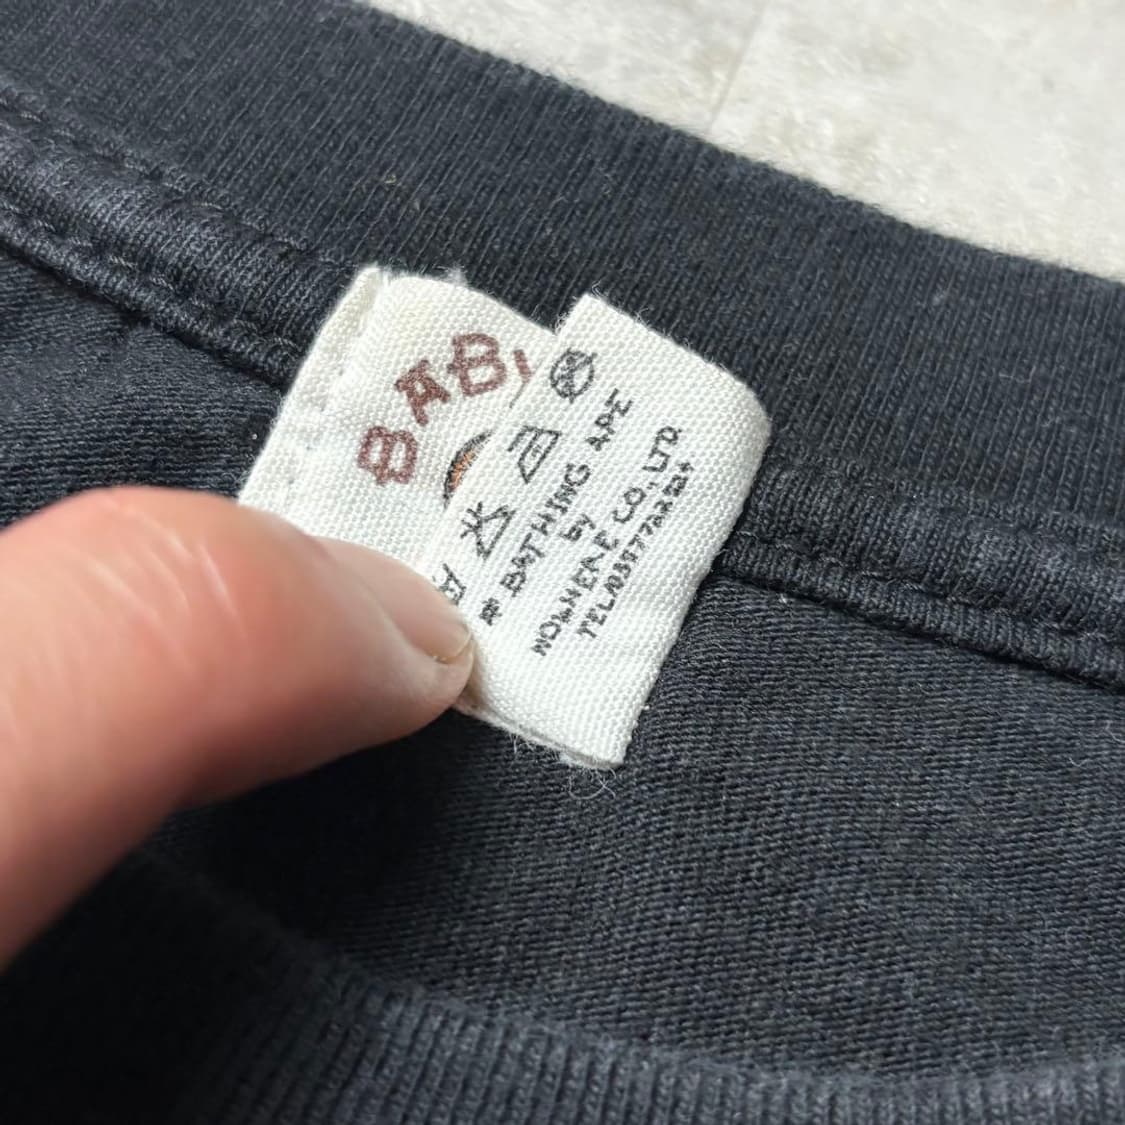 BAB
® BATHING APE
BY
NOWHERE CO., LTD.